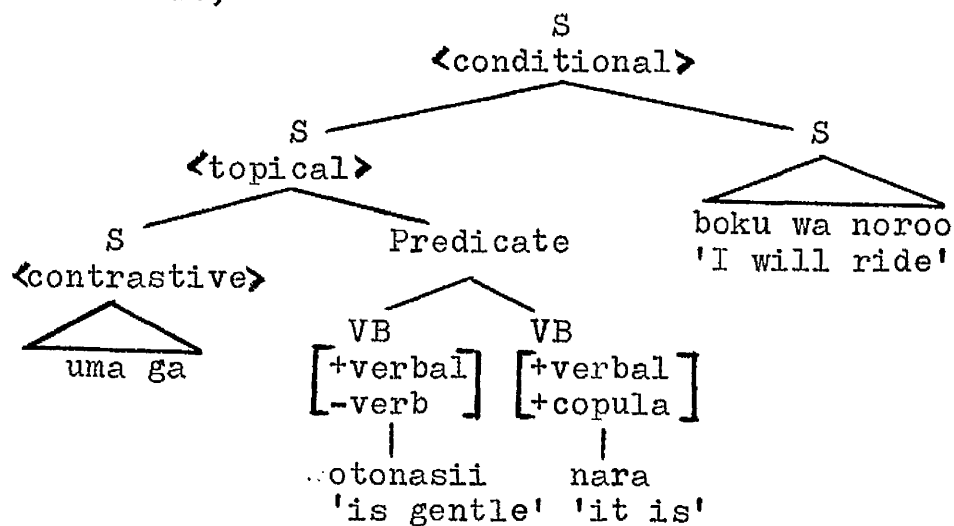 S
<conditional>
S S
<topical>
boku wa noroo
S Predicate 'I will ride'
<contrastive>
VB VB
uma ga [+verbal] [+verbal]
[-verb] [+copula]
otonasii nara
'is gentle' 'it is'